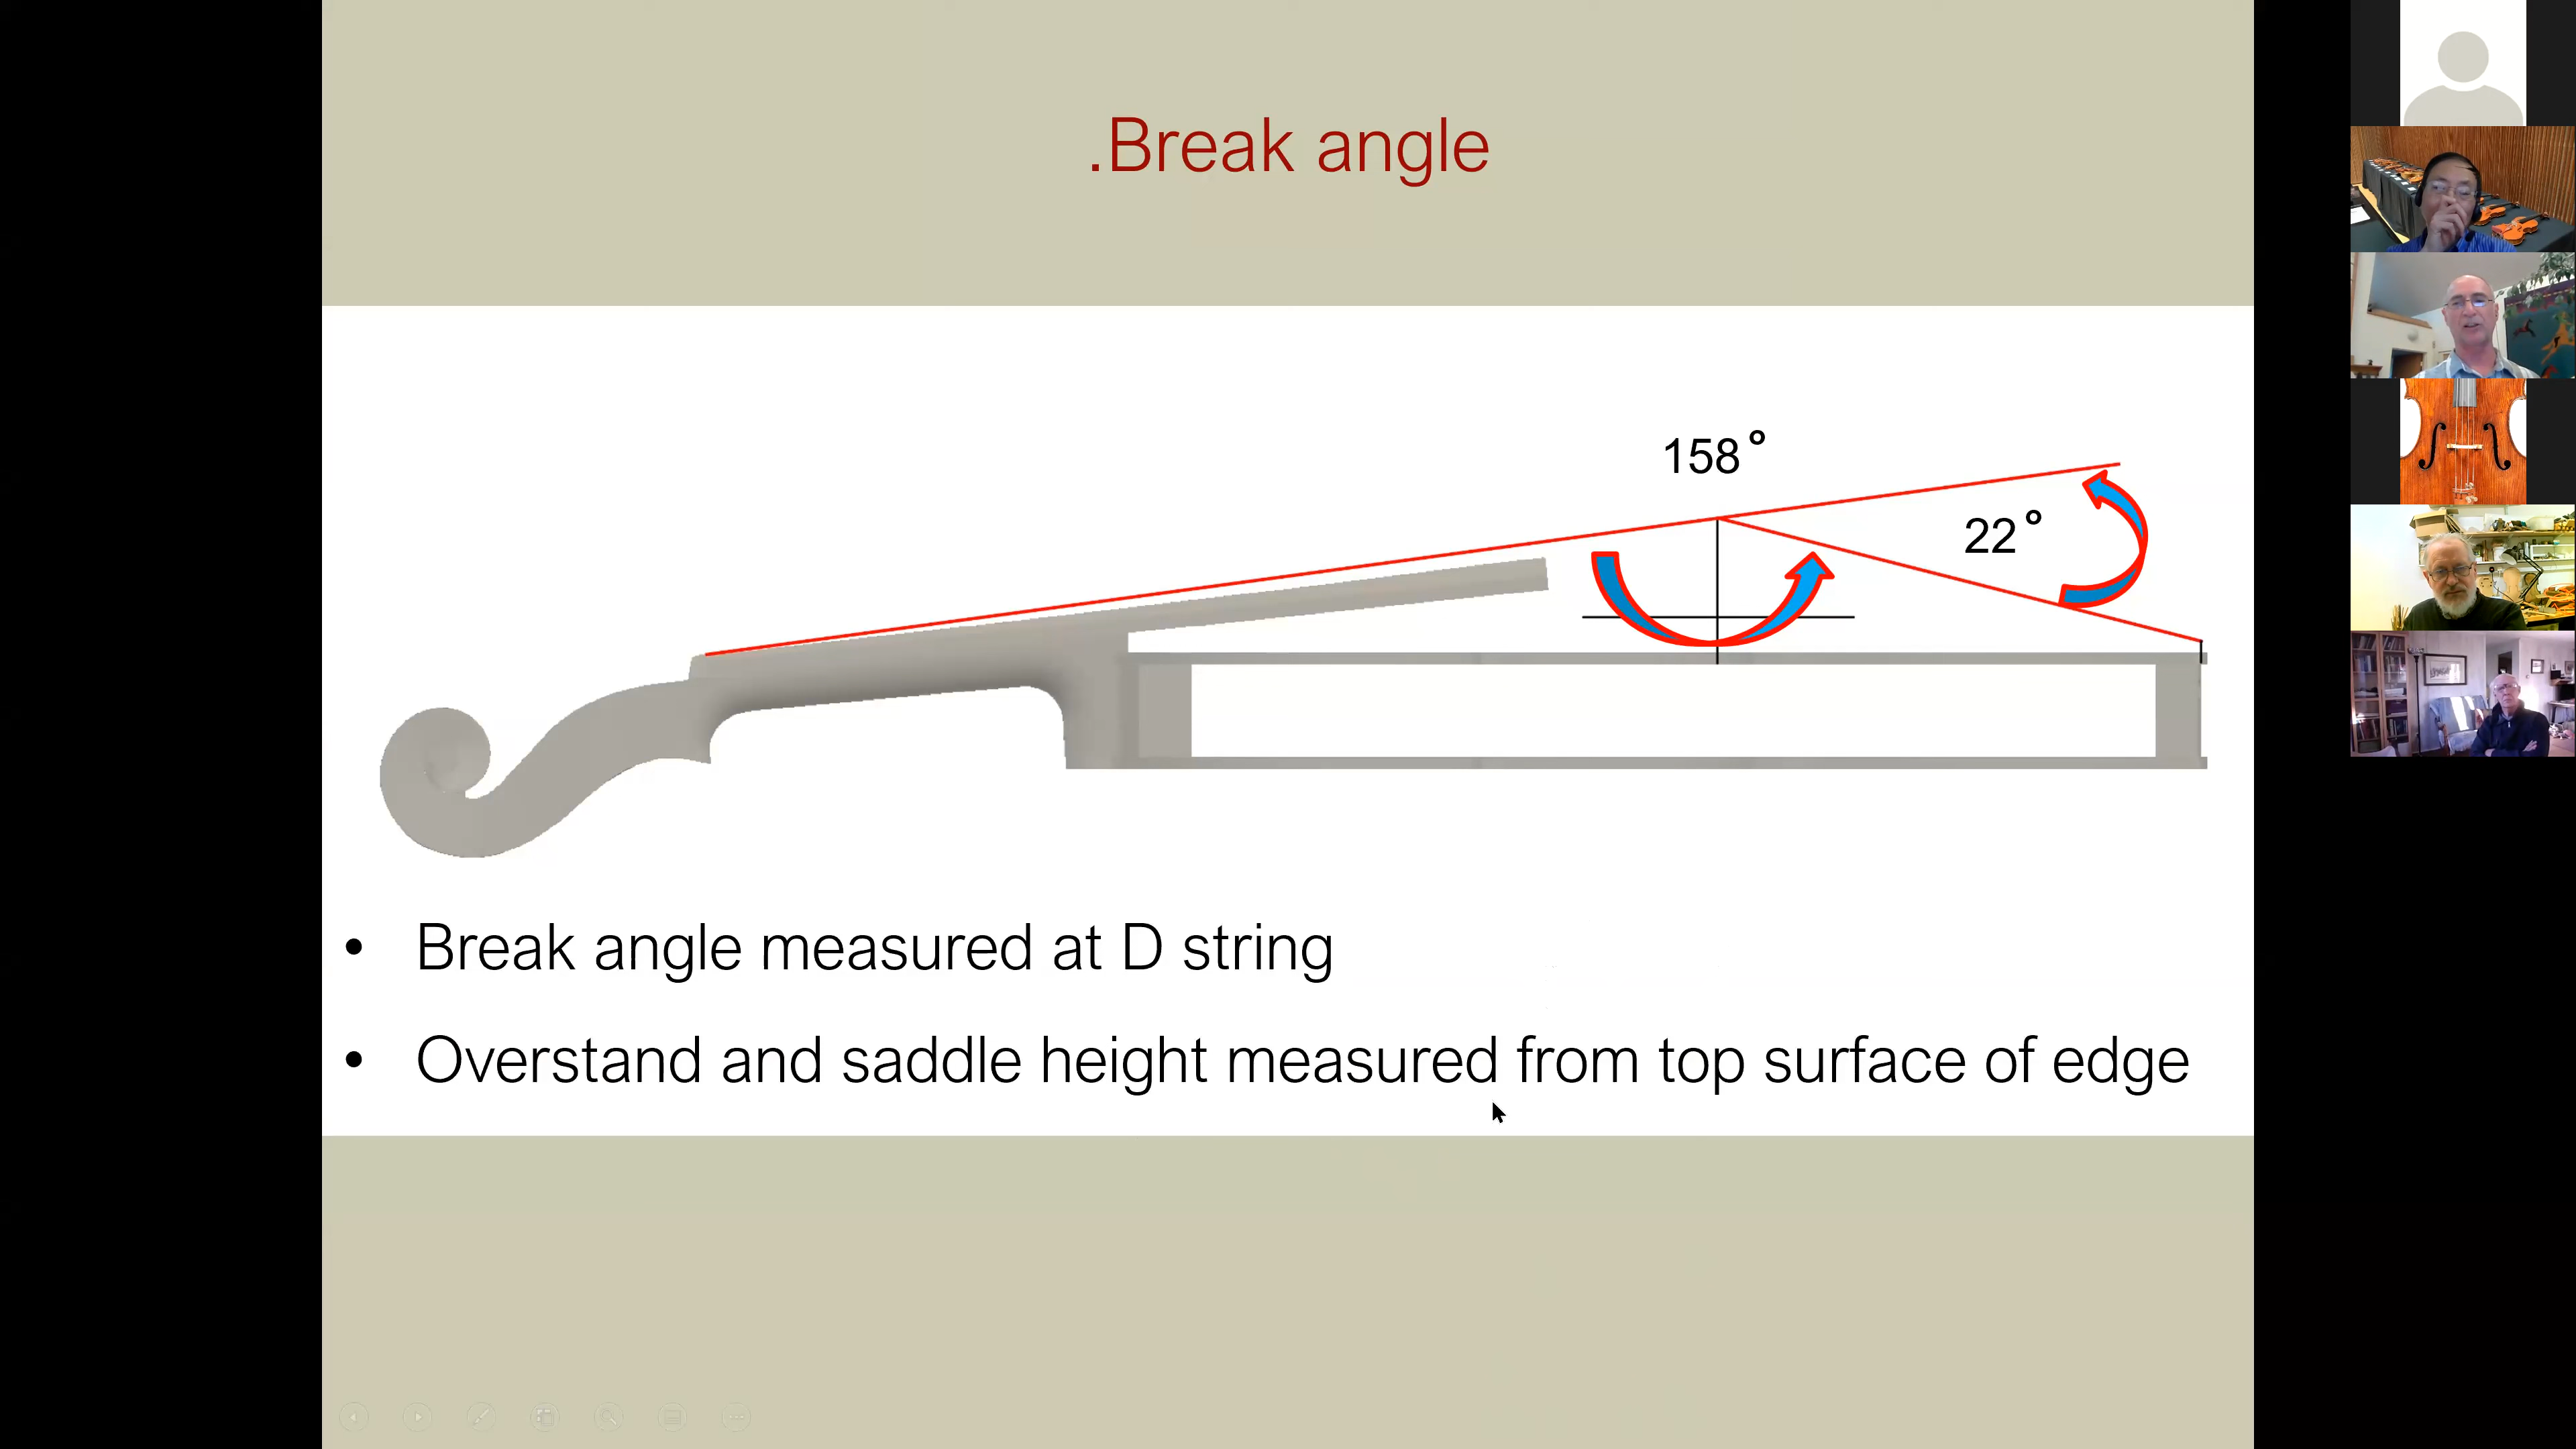 .Break angle
158°
22°
• Break angle measured at D string
• Overstand and saddle height measured from top surface of edge